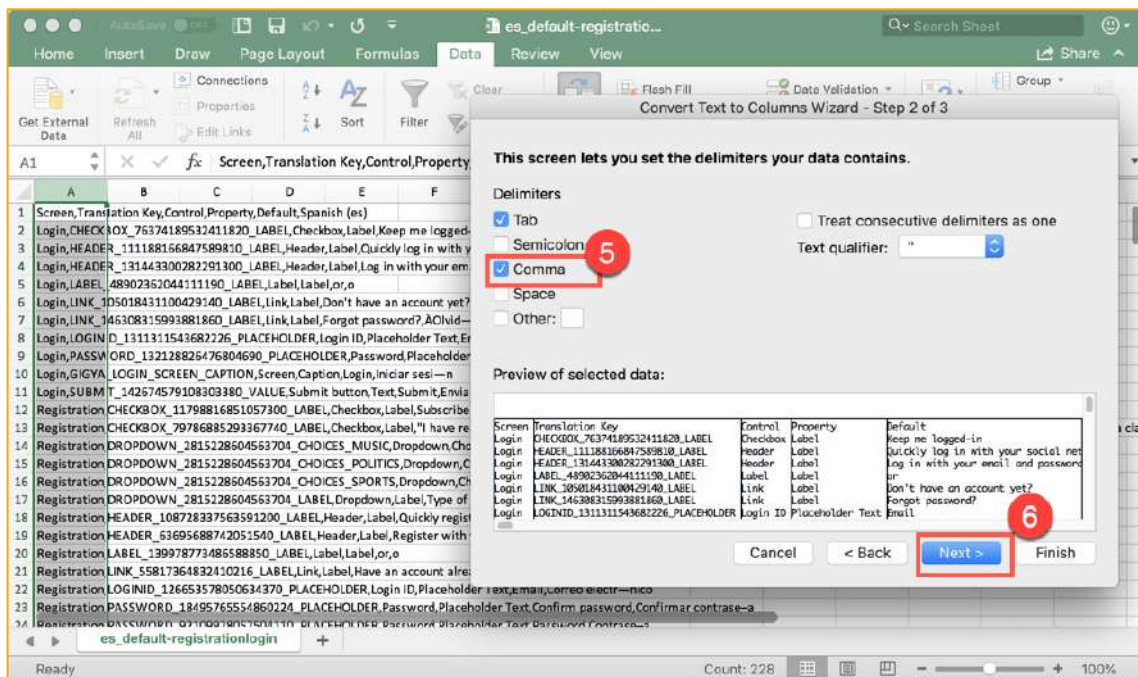 AutoSave OFF es_default-registratio... Search Sheet
Home Insert Draw Page Layout Formulas Data Review View Share
Get External Data
Refresh All
Connections
Properties
Edit Links
Sort
Filter
Clear
Flash Fill
Data Validation
Group
A1 fx Screen,Translation Key,Control,Property
A B C D E F
1 Screen,Translation Key,Control,Property,Default,Spanish (es)
2 Login,CHECKBOX_76374189532411820_LABEL,Checkbox,Label,Keep me logged-
3 Login,HEADER_111188166847589810_LABEL,Header,Label,Quickly log in with y
4 Login,HEADER_131443300282291300_LABEL,Header,Label,Log in with your em
5 Login,LABEL_48902362044111190_LABEL,Label,Label,or,o
6 Login,LINK_105018431100429140_LABEL,Link,Label,Don't have an account yet?
7 Login,LINK_146308315993881860_LABEL,Link,Label,Forgot password?,ÀOlvid—
8 Login,LOGINID_1311311543682226_PLACEHOLDER,Login ID,Placeholder Text,Er
9 Login,PASSWORD_132128826476804690_PLACEHOLDER,Password,Placeholder
10 Login,GIGYA_LOGIN_SCREEN_CAPTION,Screen,Caption,Login,Iniciar sesi—n
11 Login,SUBMIT_142674579108303380_VALUE,Submit button,Text,Submit,Envia
12 Registration,CHECKBOX_11798816851057300_LABEL,Checkbox,Label,Subscribe
13 Registration,CHECKBOX_79786885293367740_LABEL,Checkbox,Label,"I have re
14 Registration,DROPDOWN_2815228604563704_CHOICES_MUSIC,Dropdown,Cho
15 Registration,DROPDOWN_2815228604563704_CHOICES_POLITICS,Dropdown,C
16 Registration,DROPDOWN_2815228604563704_CHOICES_SPORTS,Dropdown,Ch
17 Registration,DROPDOWN_2815228604563704_LABEL,Dropdown,Label,Type of
18 Registration,HEADER_108728337563591200_LABEL,Header,Label,Quickly regist
19 Registration,HEADER_63695688742051540_LABEL,Header,Label,Register with
20 Registration,LABEL_139978773486588850_LABEL,Label,Label,or,o
21 Registration,LINK_55817364832410216_LABEL,Link,Label,Have an account alre
22 Registration,LOGINID_126653578050634370_PLACEHOLDER,Login ID,Placeholder Text,Email,Correo electr—nico
23 Registration,PASSWORD_18495765554860224_PLACEHOLDER,Password,Placeholder Text,Confirm password,Confirmar contrase–a
es_default-registrationlogin +
Ready Count: 228 100%
Convert Text to Columns Wizard - Step 2 of 3
This screen lets you set the delimiters your data contains.
Delimiters
Tab
Semicolon
Comma
Space
Other:
5
Treat consecutive delimiters as one
Text qualifier: "
Preview of selected data:
Screen Translation Key Control Property Default
Login CHECKBOX_76374189532411820_LABEL Checkbox Label Keep me logged-in
Login HEADER_111188166847589810_LABEL Header Label Quickly log in with your social net
Login HEADER_131443300282291300_LABEL Header Label Log in with your email and password
Login LABEL_48902362044111190_LABEL Label Label or
Login LINK_105018431100429140_LABEL Link Label Don't have an account yet?
Login LINK_146308315993881860_LABEL Link Label Forgot password?
Login LOGINID_1311311543682226_PLACEHOLDER Login ID Placeholder Text Email
6
Cancel < Back Next > Finish